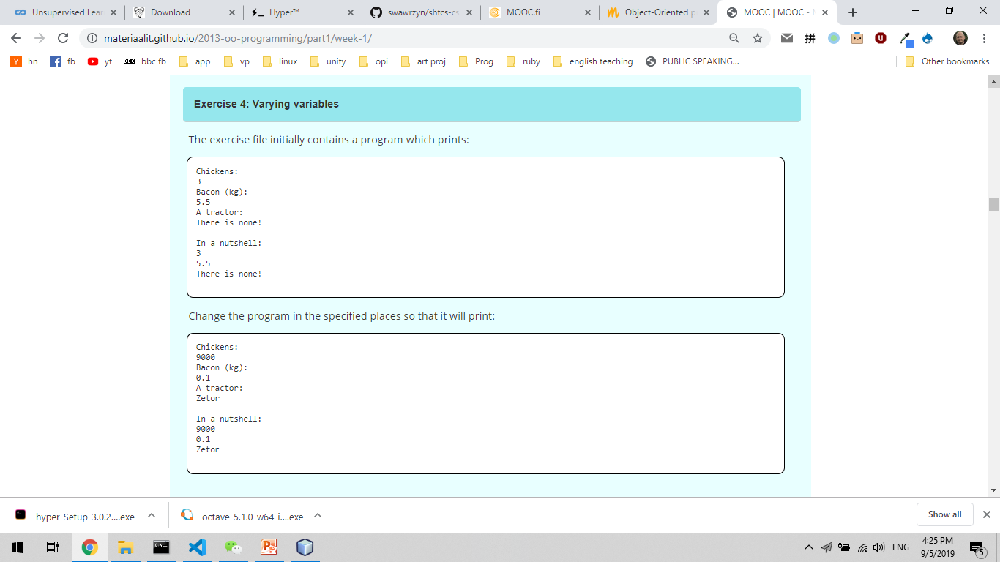 Unsupervised Lear
Download
Hyper™
swawrzyn/shtcs-cs
MOOC.fi
Object-Oriented p
MOOC | MOOC -
materiaalit.github.io/2013-oo-programming/part1/week-1/
Y hn
fb
yt
BBC bbc fb
app
vp
linux
unity
opi
art proj
Prog
ruby
english teaching
PUBLIC SPEAKING...
Other bookmarks
Exercise 4: Varying variables
The exercise file initially contains a program which prints:
Chickens:
3
Bacon (kg):
5.5
A tractor:
There is none!
In a nutshell:
3
5.5
There is none!
Change the program in the specified places so that it will print:
Chickens:
9000
Bacon (kg):
0.1
A tractor:
Zetor
In a nutshell:
9000
0.1
Zetor
hyper-Setup-3.0.2....exe
octave-5.1.0-w64-i....exe
Show all
ENG
4:25 PM
9/5/2019
5